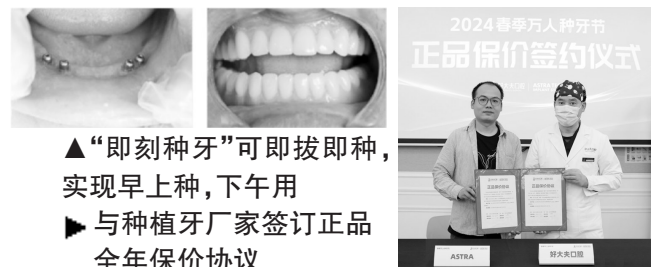 ▲“即刻种牙”可即拔即种,
实现早上种,下午用
▶与种植牙厂家签订正品
全年保价协议
2024春季万人种牙节
正品保价签约仪式
ASTRA
好大夫口腔